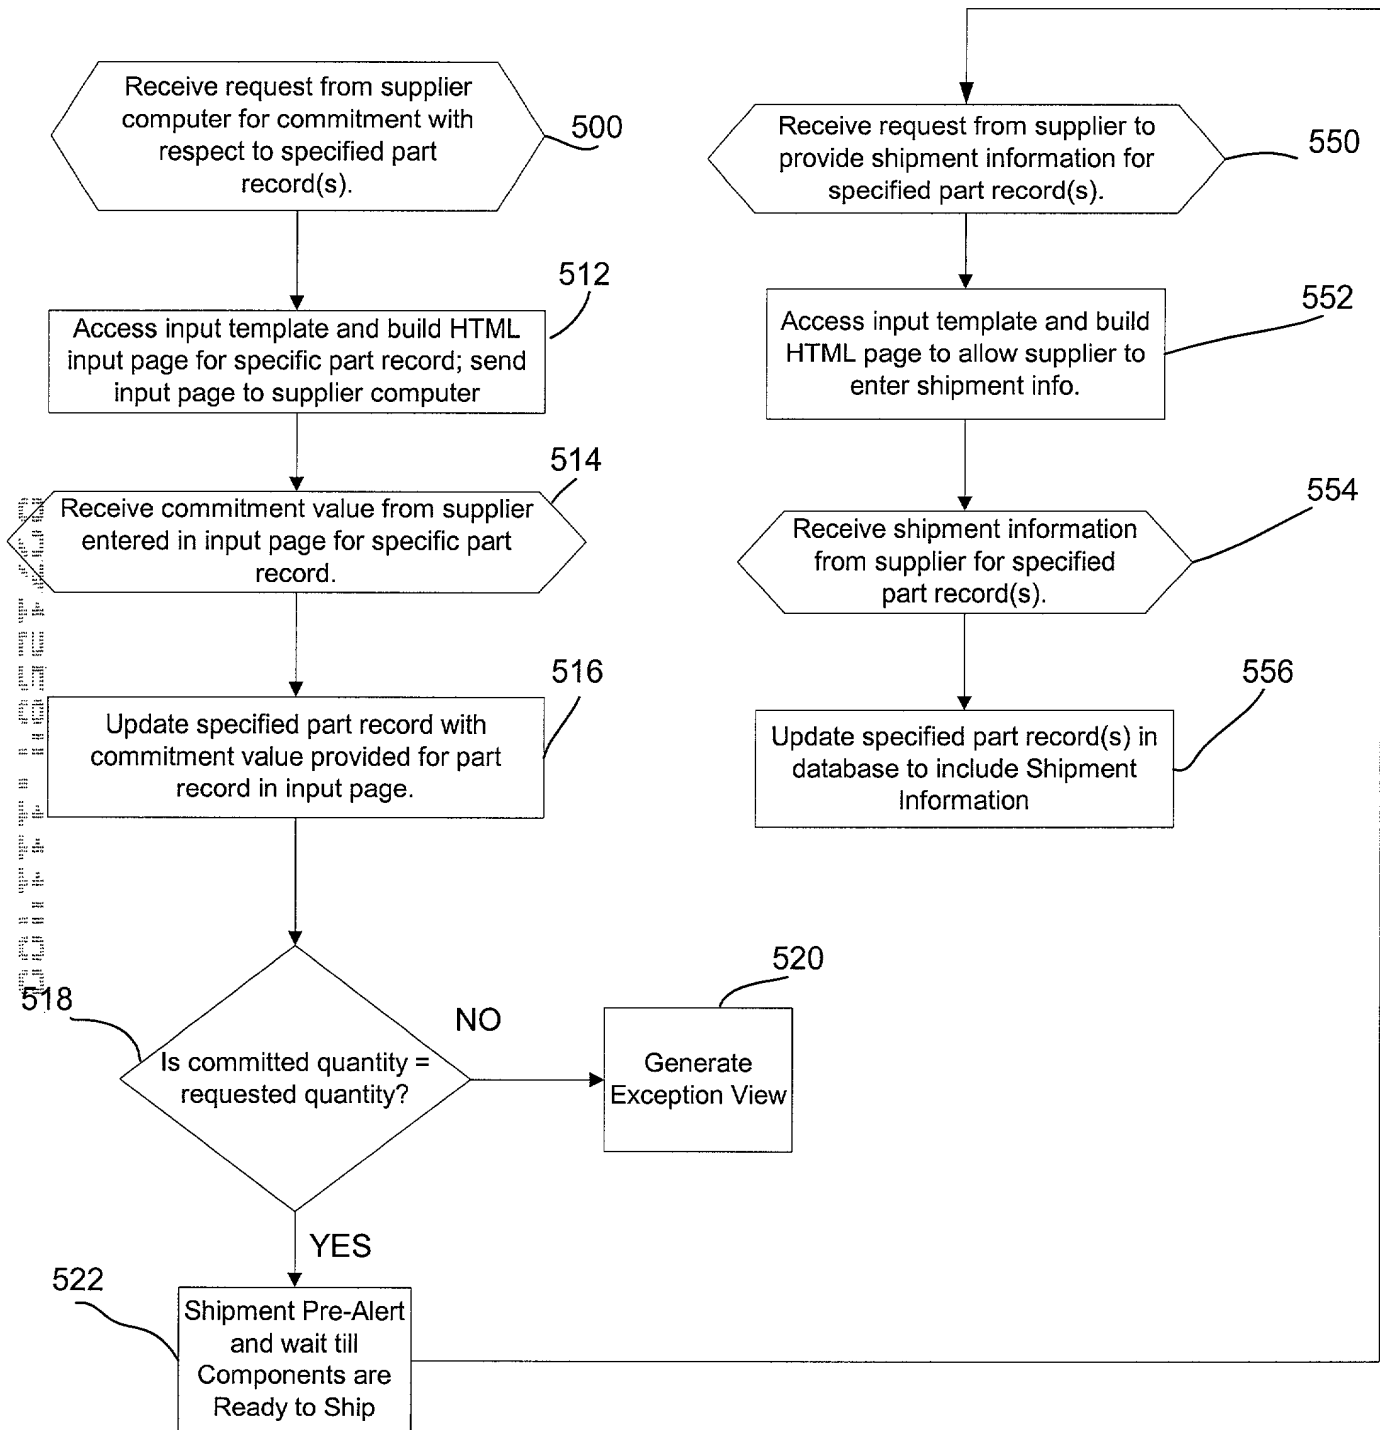 Receive request from supplier
computer for commitment with
respect to specified part
record(s).
500
512
Access input template and build HTML
input page for specific part record; send
input page to supplier computer
514
Receive commitment value from supplier
entered in input page for specific part
record.
516
Update specified part record with
commitment value provided for part
record in input page.
518
Is committed quantity =
requested quantity?
NO
520
Generate
Exception View
YES
522
Shipment Pre-Alert
and wait till
Components are
Ready to Ship
Receive request from supplier to
provide shipment information for
specified part record(s).
550
552
Access input template and build
HTML page to allow supplier to
enter shipment info.
554
Receive shipment information
from supplier for specified
part record(s).
556
Update specified part record(s) in
database to include Shipment
Information